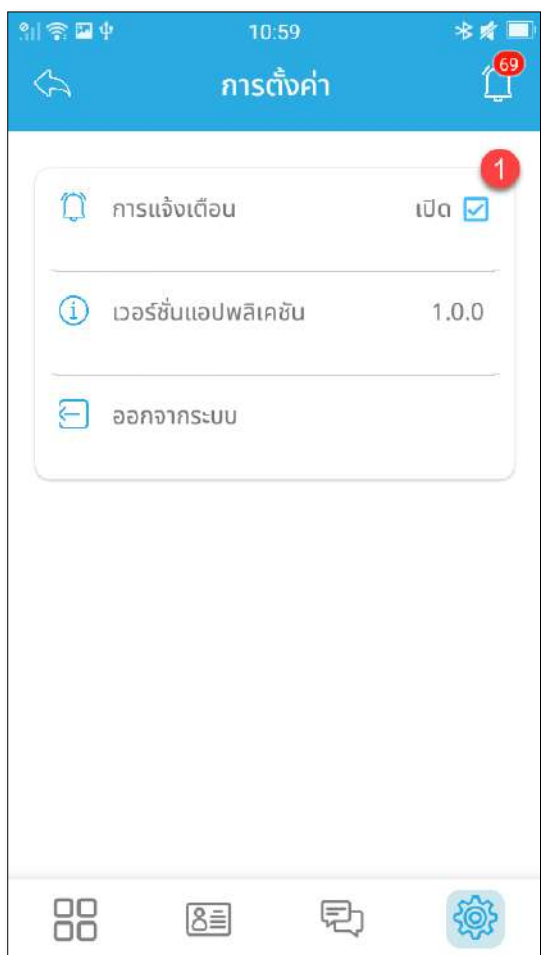 10:59
การตั้งค่า
69
1
การแจ้งเตือน เปิด
เวอร์ชั่นแอปพลิเคชัน 1.0.0
ออกจากระบบ